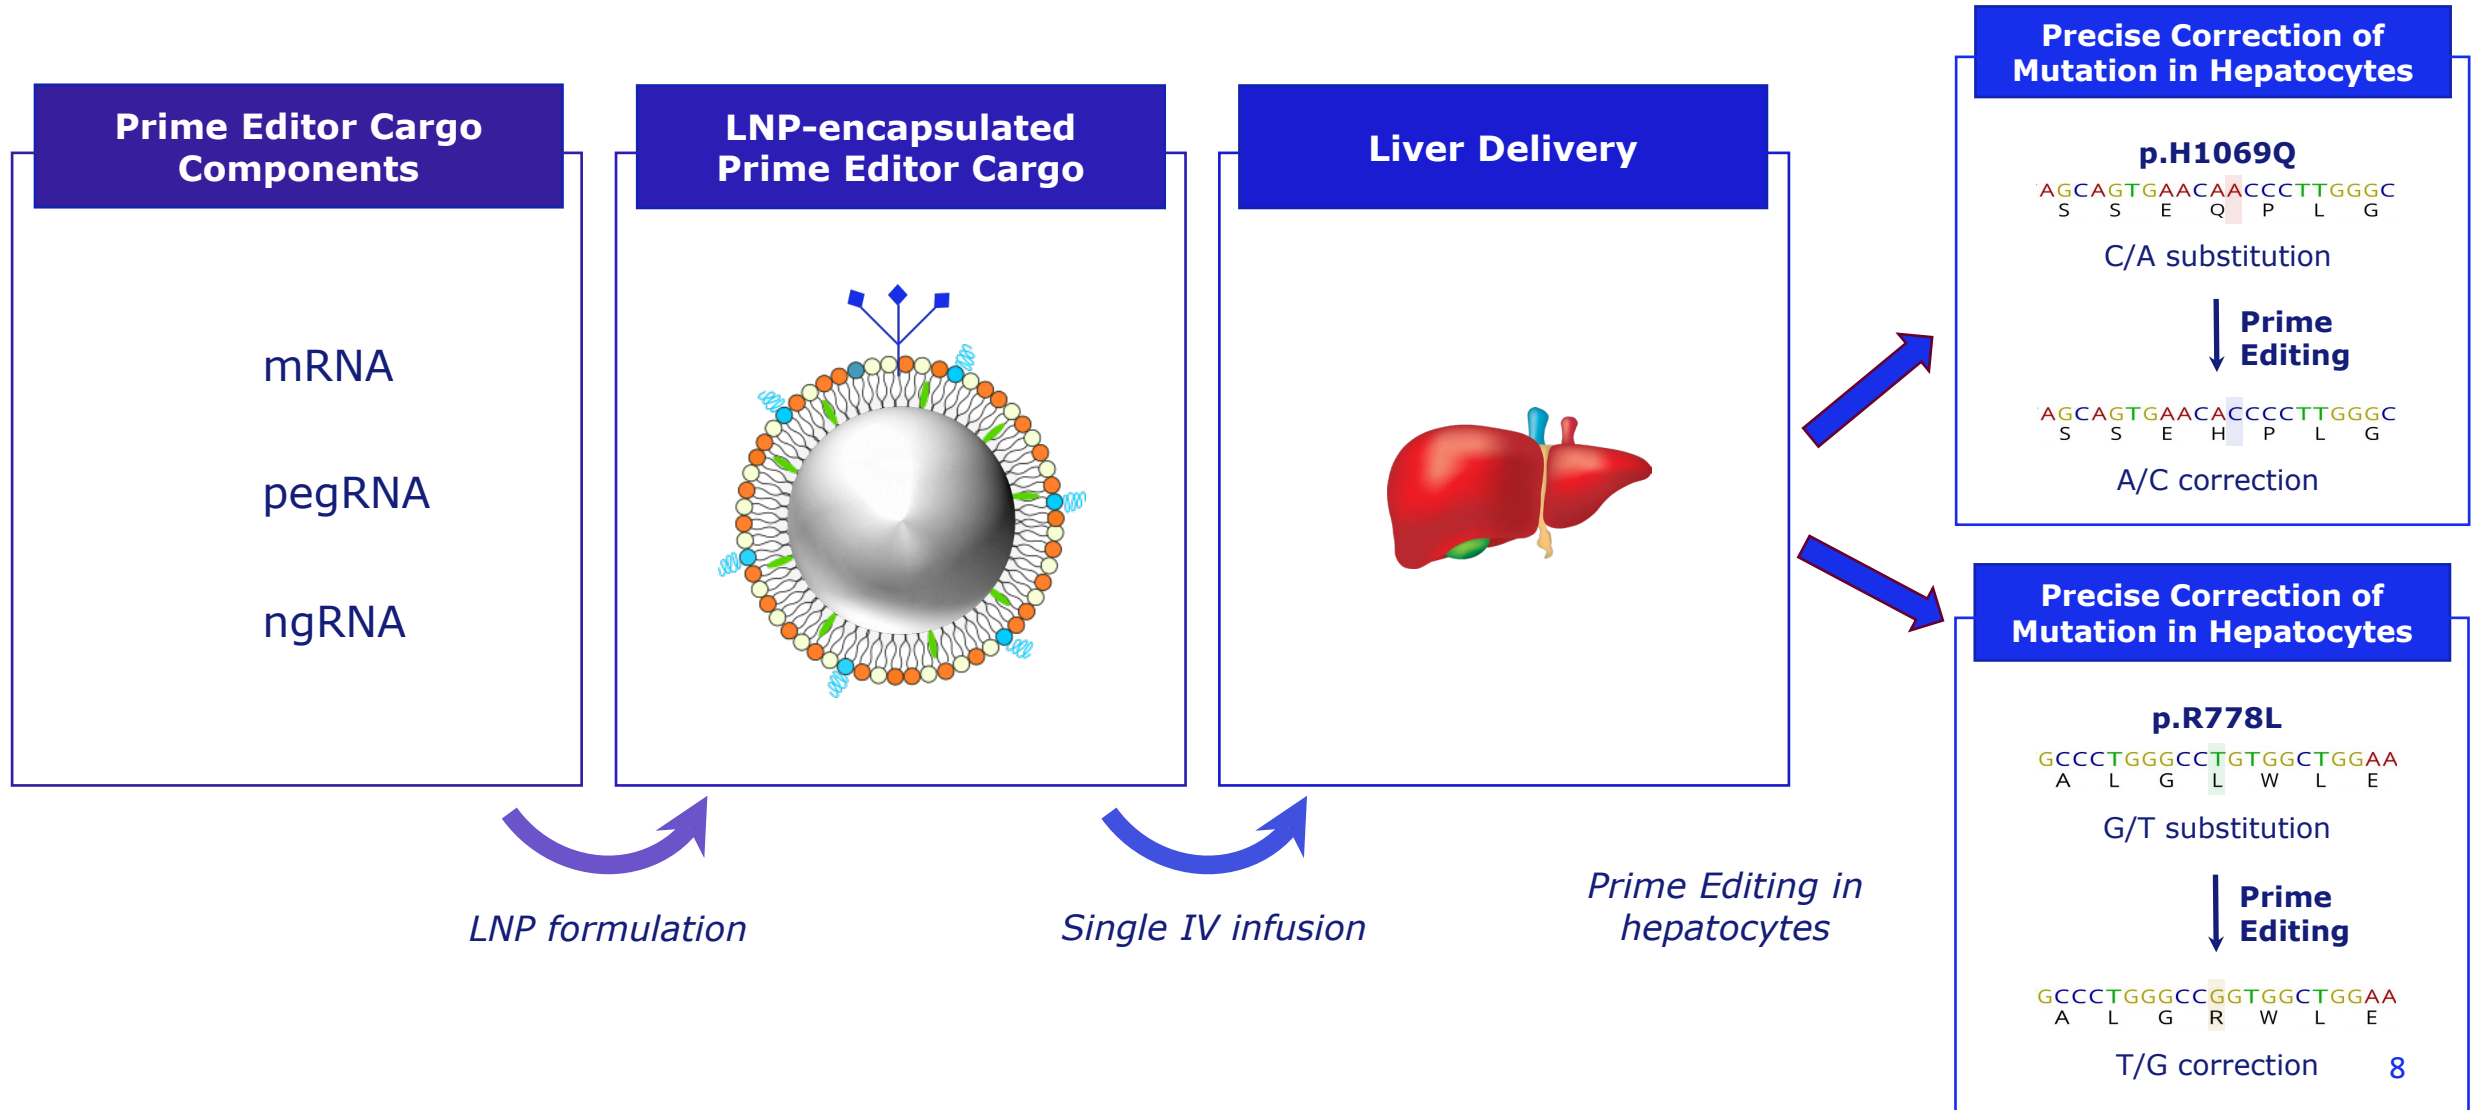 Prime Editor Cargo
Components
mRNA
pegRNA
ngRNA
LNP formulation
LNP-encapsulated
Prime Editor Cargo
Single IV infusion
Liver Delivery
Prime Editing in
hepatocytes
Precise Correction of
Mutation in Hepatocytes
p.H1069Q
AGCAGTGAACAACCCTTGGGC
S S E Q P L G
C/A substitution
Prime
Editing
AGCAGTGAACACCCCTTGGGC
S S E H P L G
A/C correction
Precise Correction of
Mutation in Hepatocytes
p.R778L
GCCCTGGGCCTGTGGCTGGAA
A L G L W L E
G/T substitution
Prime
Editing
GCCCTGGGCCGGTGGCTGGAA
A L G R W L E
T/G correction
8